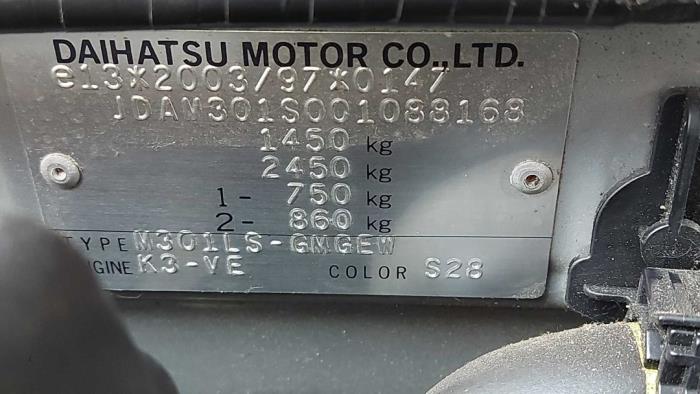 DAIHATSU MOTOR CO.,LTD.
e13*2003/97*0147
JDAM301S001088168
1450 kg
2450 kg
1- 750 kg
2- 860 kg
TYPE M301LS-GMGEW
ENGINE K3-VE COLOR S28